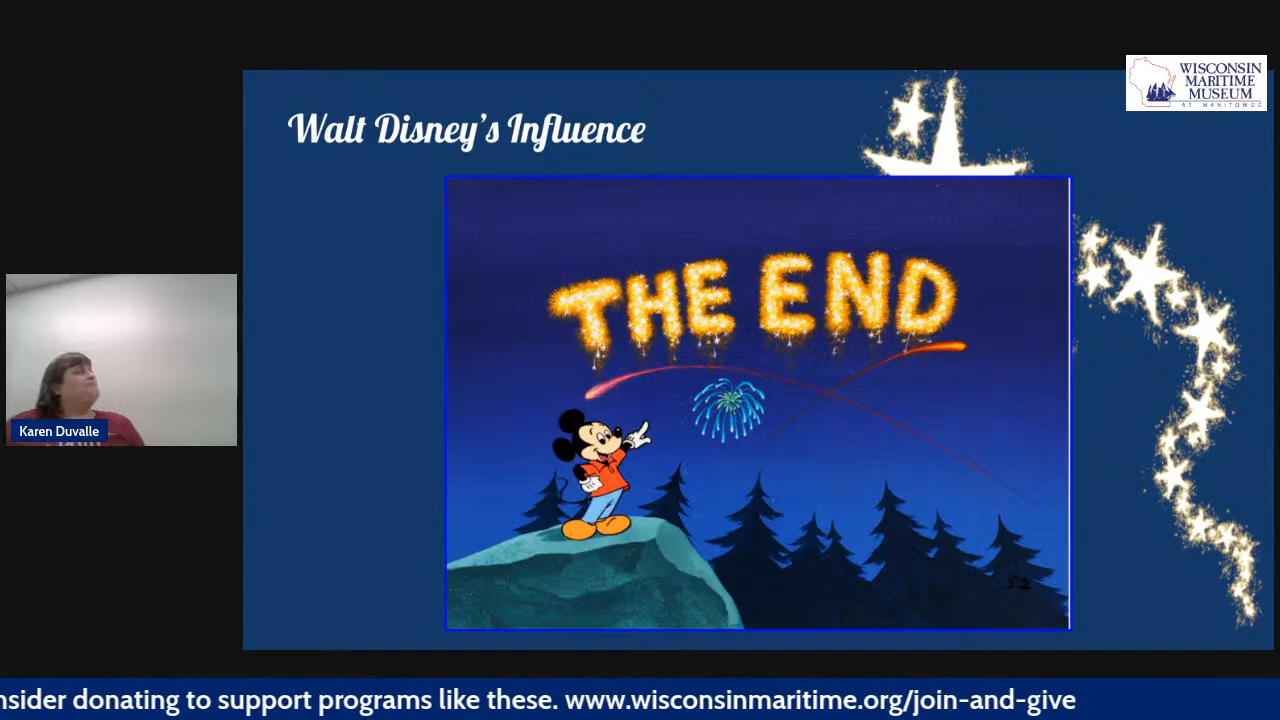 WISCONSIN
MARITIME
MUSEUM
AT MANITOWOC
Walt Disney's Influence
THE END
52
Karen Duvalle
nsider donating to support programs like these. www.wisconsinmaritime.org/join-and-give